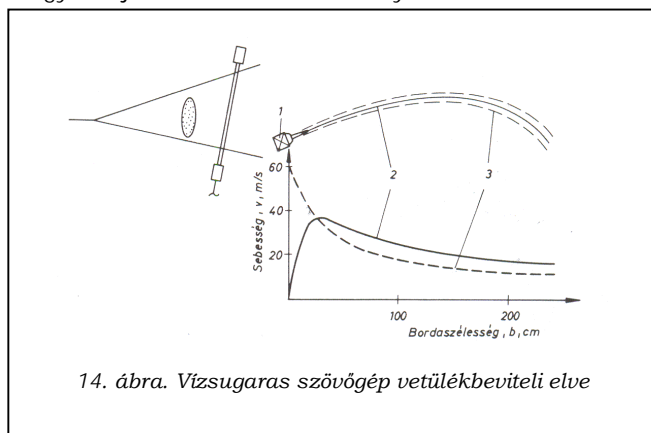 1
60
40
20
2
3
Sebesség, v, m/s
100
200
Bordaszélesség, b, cm
14. ábra. Vízsugaras szövőgép vetülékbeviteli elve